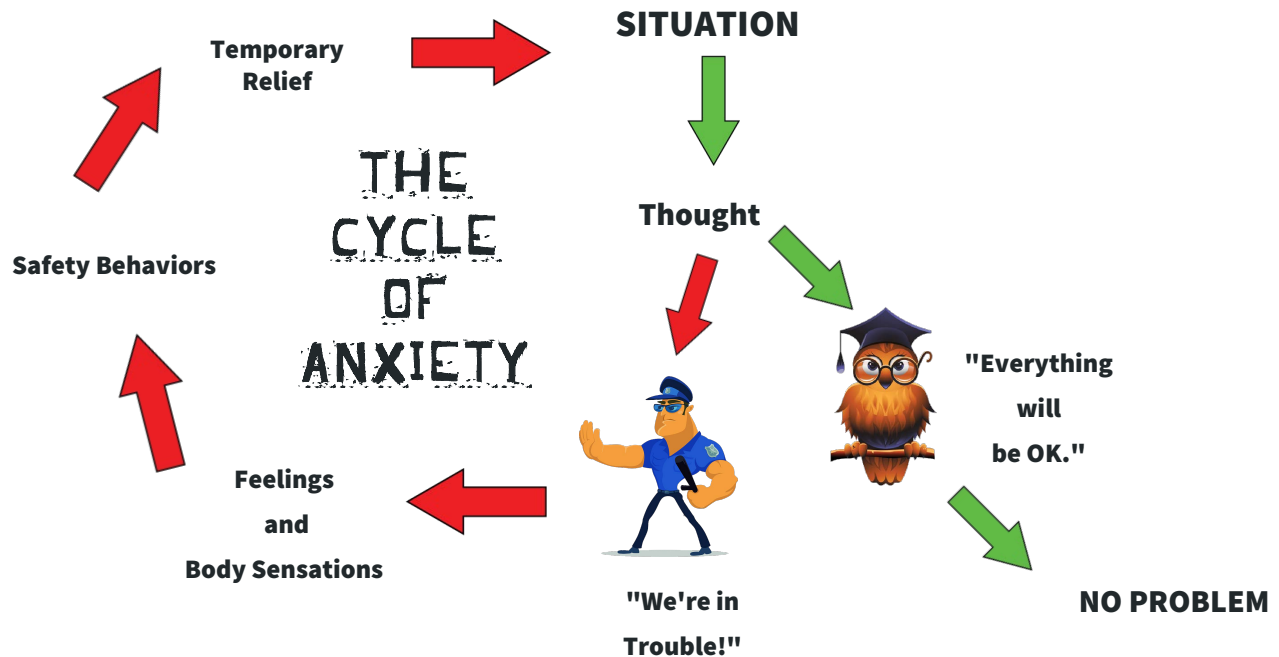 SITUATION
Temporary
Relief
THE
CYCLE
OF
ANXIETY
Thought
Safety Behaviors
"Everything
will
be OK."
Feelings
and
Body Sensations
"We're in
Trouble!"
NO PROBLEM